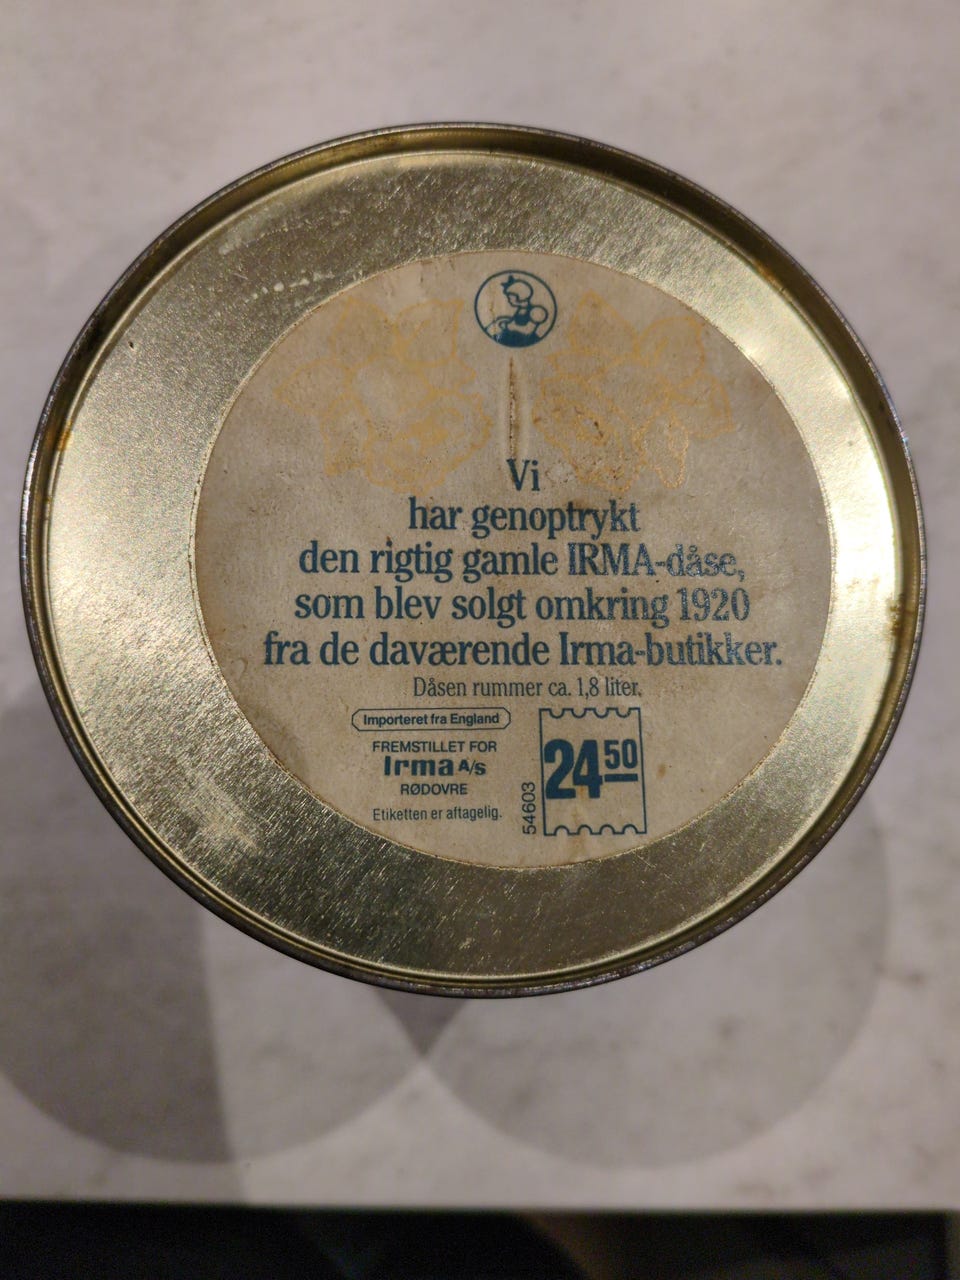 Vi
har genoptrykt
den rigtig gamle IRMA-dåse,
som blev solgt omkring 1920
fra de daværende Irma-butikker.
Dåsen rummer ca. 1,8 liter.
Importeret fra England
FREMSTILLET FOR
Irma A/s
RØDOVRE
Etiketten er aftagelig.
54603
24 50